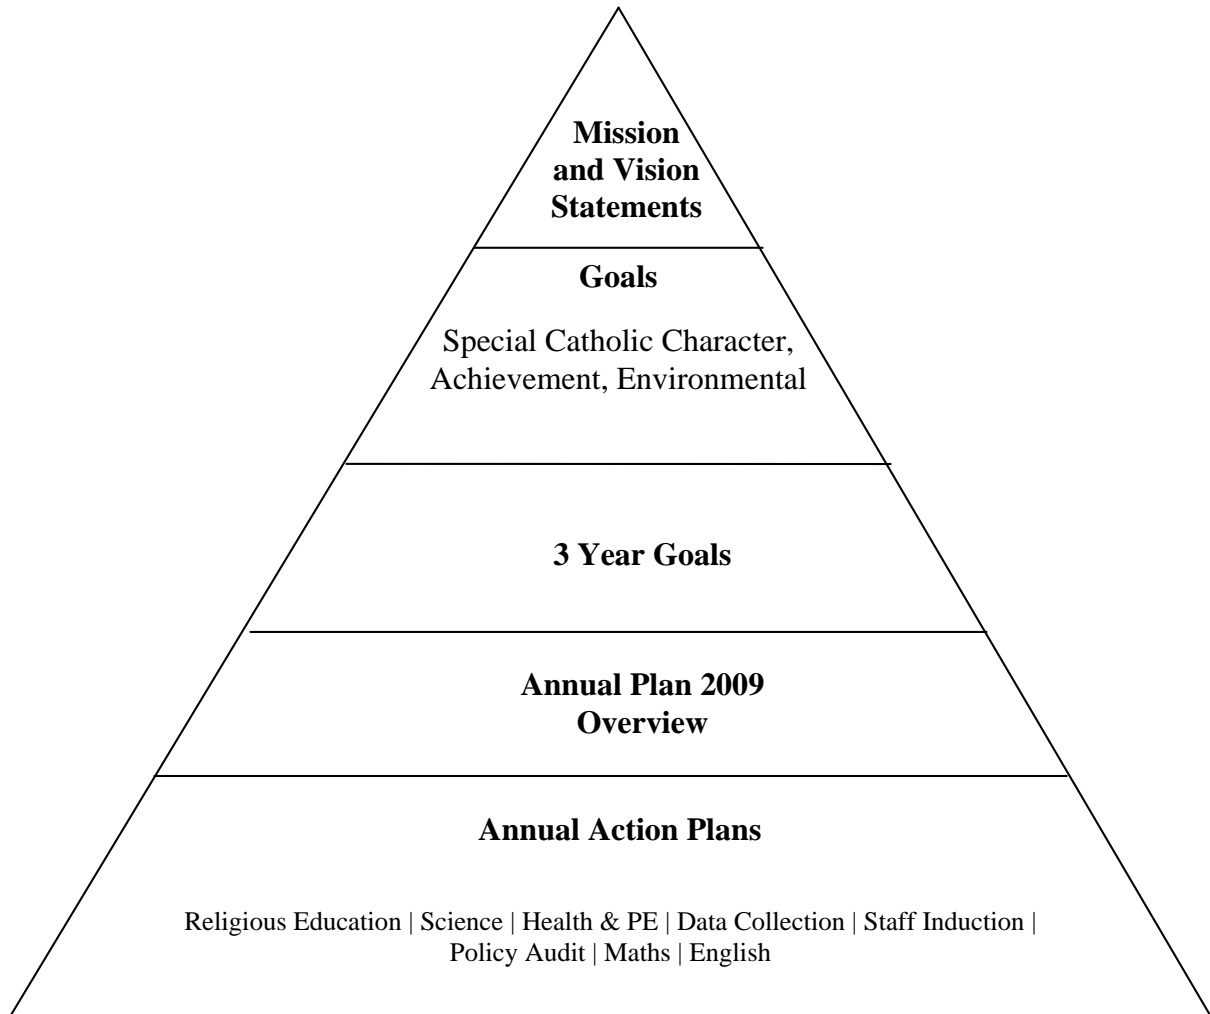 Mission
and Vision
Statements
Goals
Special Catholic Character,
Achievement, Environmental
3 Year Goals
Annual Plan 2009
Overview
Annual Action Plans
Religious Education | Science | Health & PE | Data Collection | Staff Induction |
Policy Audit | Maths | English